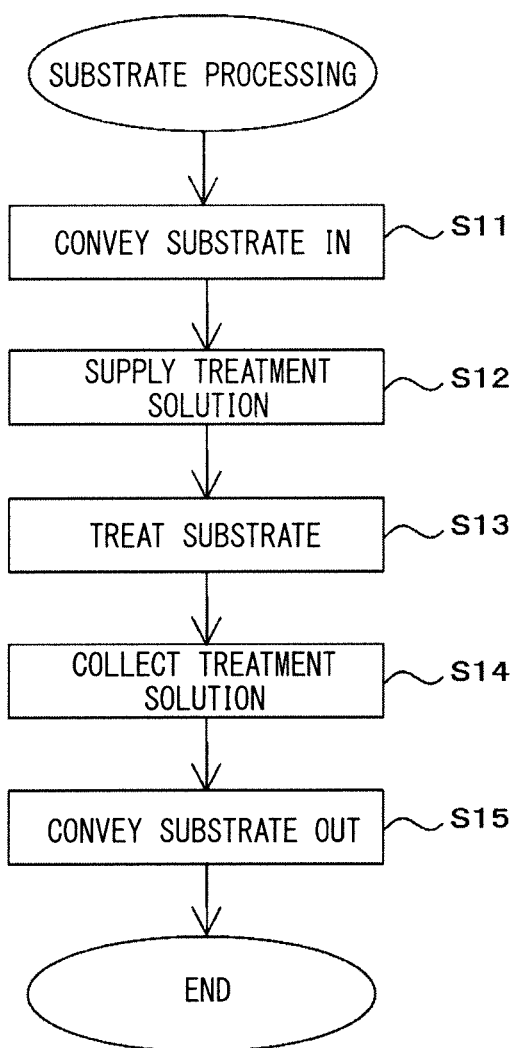 SUBSTRATE PROCESSING
CONVEY SUBSTRATE IN
S11
SUPPLY TREATMENT
SOLUTION
S12
TREAT SUBSTRATE
S13
COLLECT TREATMENT
SOLUTION
S14
CONVEY SUBSTRATE OUT
S15
END